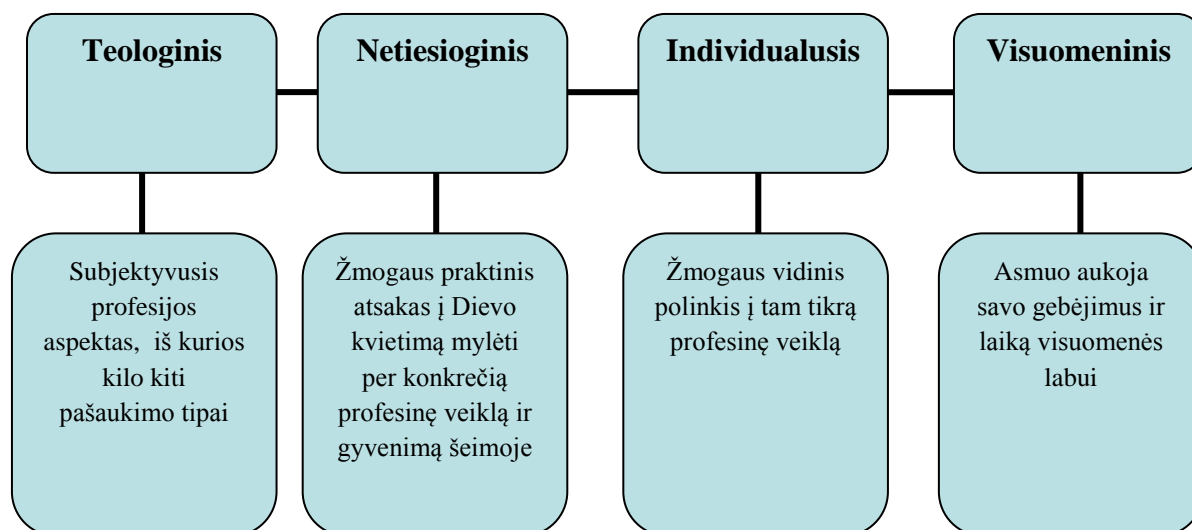 Teologinis
Netiesioginis
Individualusis
Visuomeninis
Subjektyvusis
profesijos
aspektas, iš kurios
kilo kiti
pašaukimo tipai
Žmogaus praktinis
atsakas į Dievo
kvietimą mylėti
per konkrečią
profesinę veiklą ir
gyvenimą šeimoje
Žmogaus vidinis
polinkis į tam tikrą
profesinę veiklą
Asmuo aukoja
savo gebėjimus ir
laiką visuomenės
labui